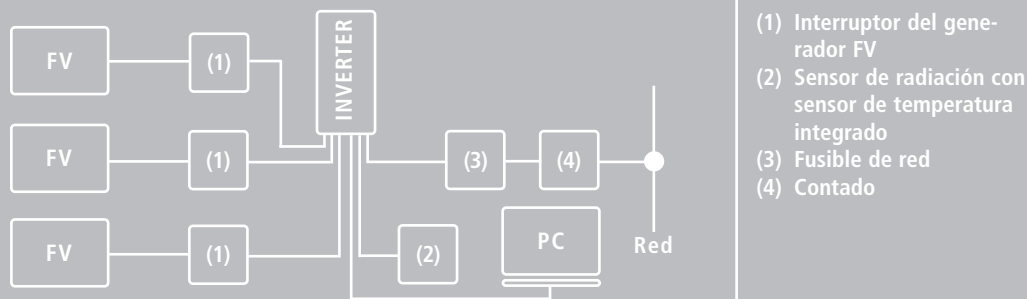 FV
(1)
INVERTER
FV
(1)
(3)
(4)
FV
(1)
(2)
PC
Red
(1) Interruptor del gene-
rador FV
(2) Sensor de radiación con
sensor de temperatura
integrado
(3) Fusible de red
(4) Contado